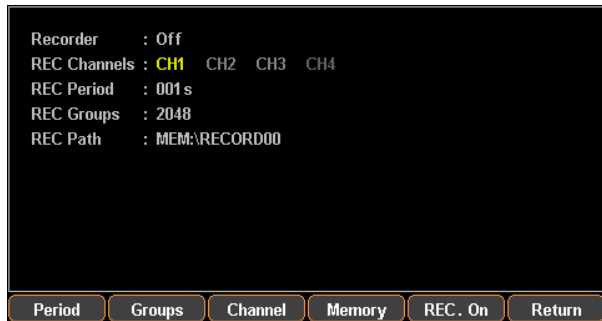 Recorder : Off
REC Channels : CH1 CH2 CH3 CH4
REC Period : 001 s
REC Groups : 2048
REC Path : MEM:\RECORD00
Period Groups Channel Memory REC. On Return